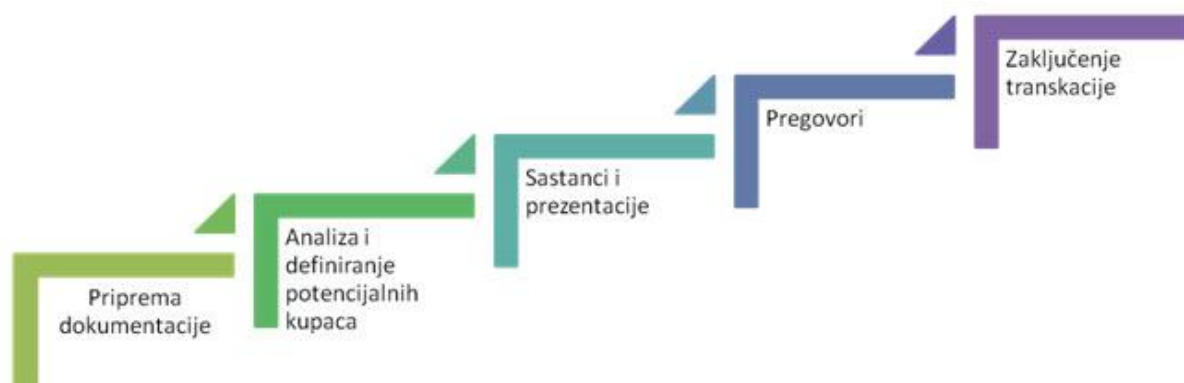 Priprema
dokumentacije
Analiza i
definiranje
potencijalnih
kupaca
Sastanci i
prezentacije
Pregovori
Zaključenje
transkacije